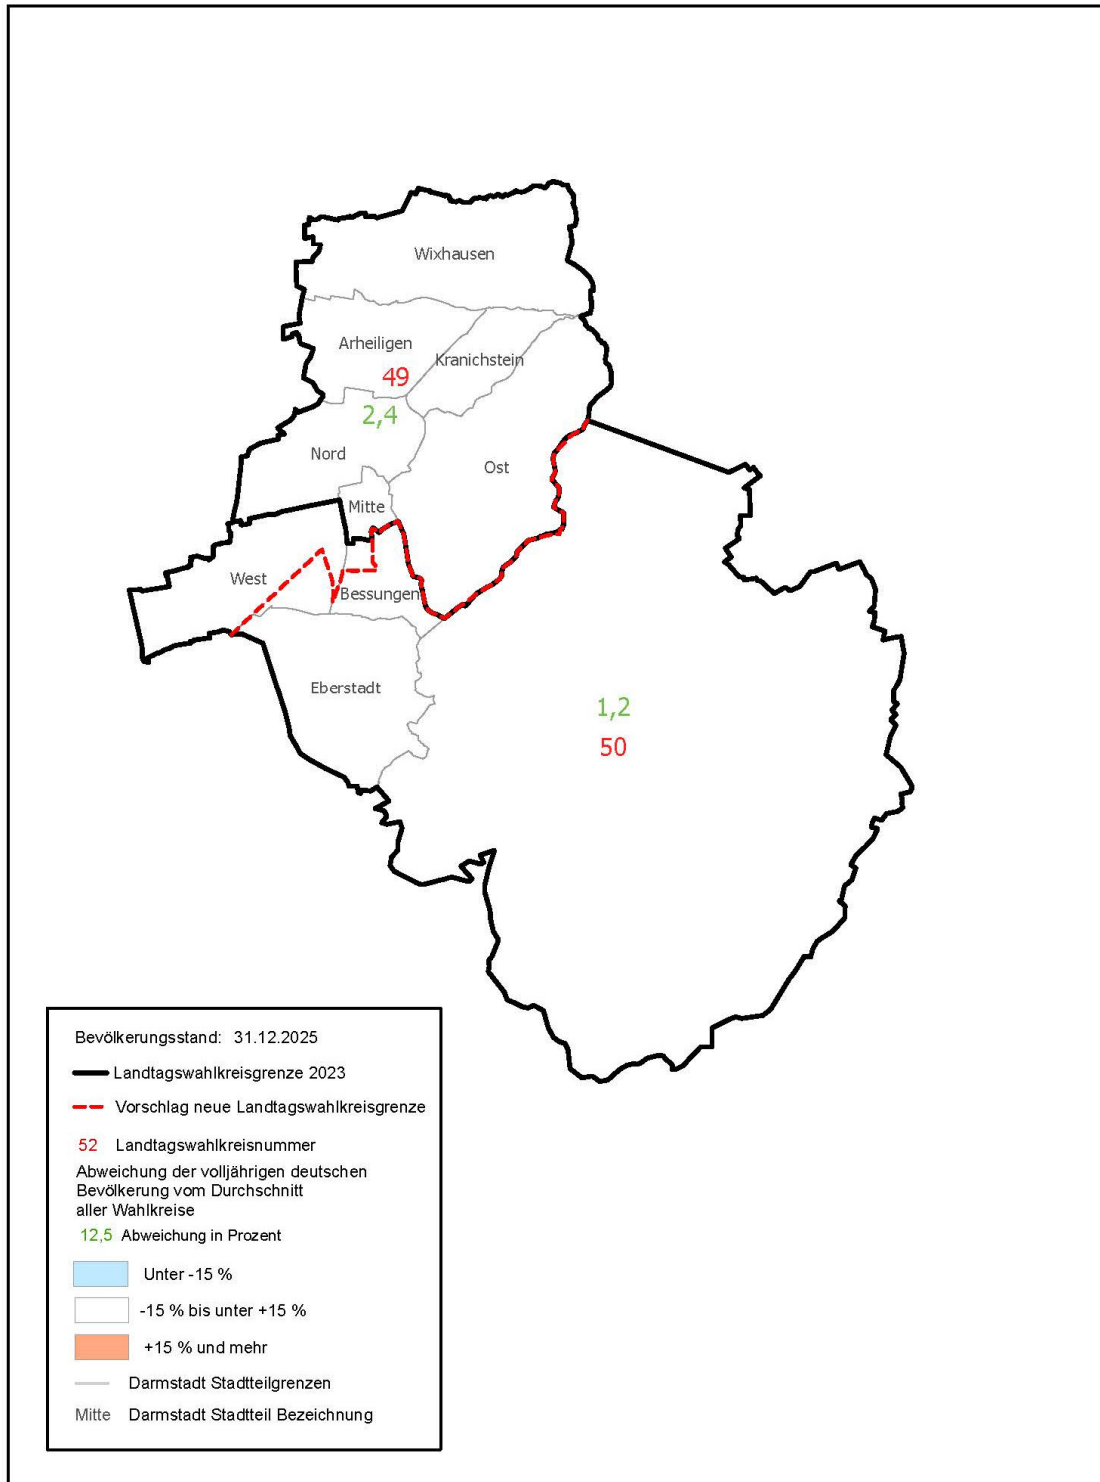 Wixhausen
Arheiligen
Kranichstein
49
2,4
Nord
Ost
Mitte
West
Bessungen
Eberstadt
1,2
50
Bevölkerungsstand: 31.12.2025
Landtagswahlkreisgrenze 2023
Vorschlag neue Landtagswahlkreisgrenze
52 Landtagswahlkreisnummer
Abweichung der volljährigen deutschen
Bevölkerung vom Durchschnitt
aller Wahlkreise
12,5 Abweichung in Prozent
Unter -15 %
-15 % bis unter +15 %
+15 % und mehr
Darmstadt Stadtteilgrenzen
Mitte Darmstadt Stadtteil Bezeichnung